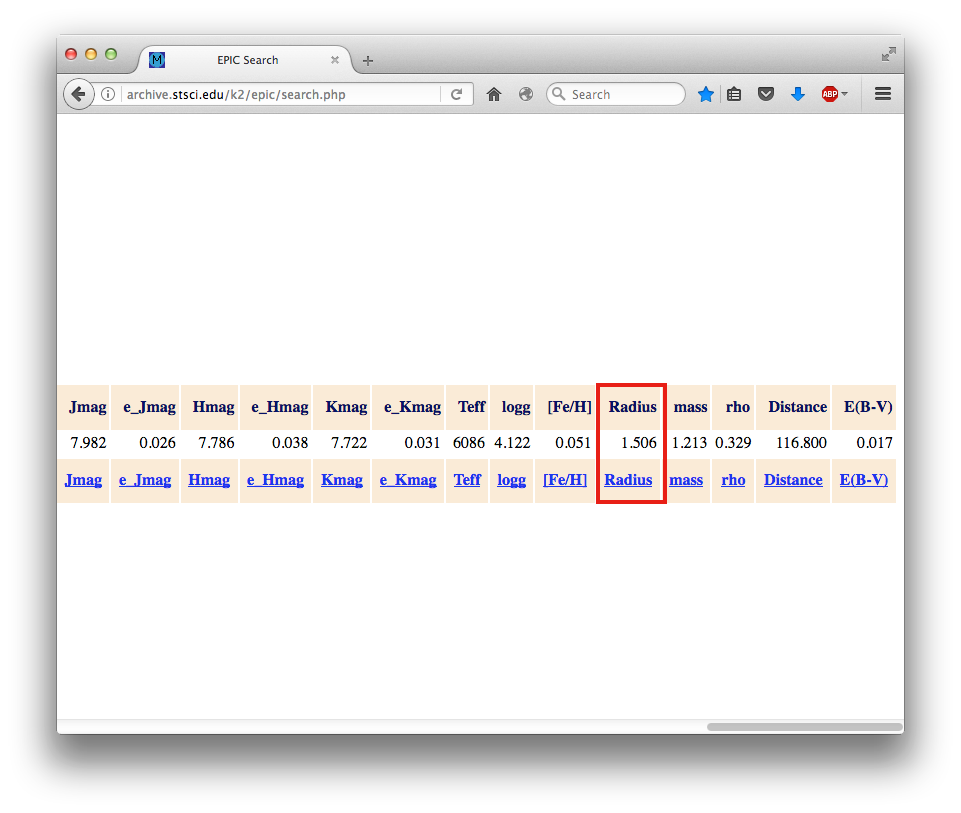 M EPIC Search
archive.stsci.edu/k2/epic/search.php Search ABP
Jmag e_Jmag Hmag e_Hmag Kmag e_Kmag Teff logg [Fe/H] Radius mass rho Distance E(B-V)
7.982 0.026 7.786 0.038 7.722 0.031 6086 4.122 0.051 1.506 1.213 0.329 116.800 0.017
Jmag e_Jmag Hmag e_Hmag Kmag e_Kmag Teff logg [Fe/H] Radius mass rho Distance E(B-V)